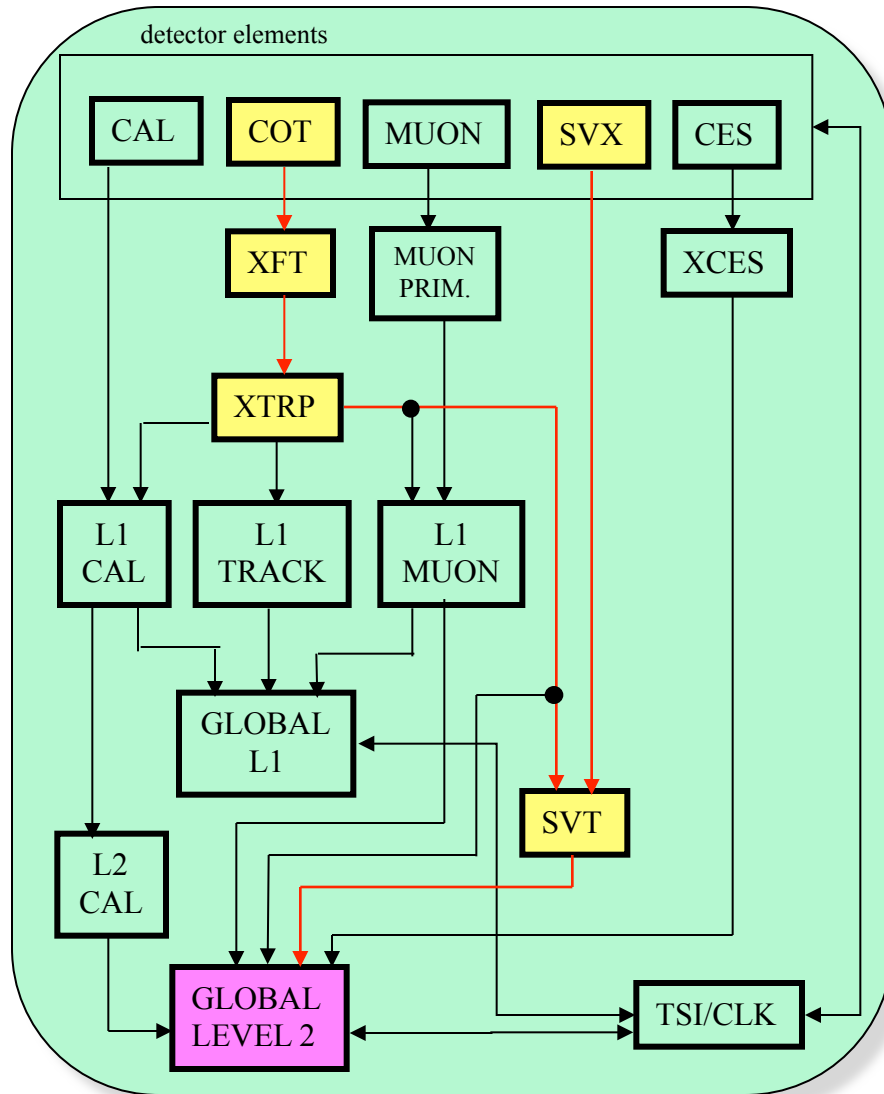 detector elements
CAL
COT
MUON
SVX
CES
XFT
MUON
PRIM.
XCES
XTRP
L1
CAL
L1
TRACK
L1
MUON
GLOBAL
L1
SVT
L2
CAL
GLOBAL
LEVEL 2
TSI/CLK